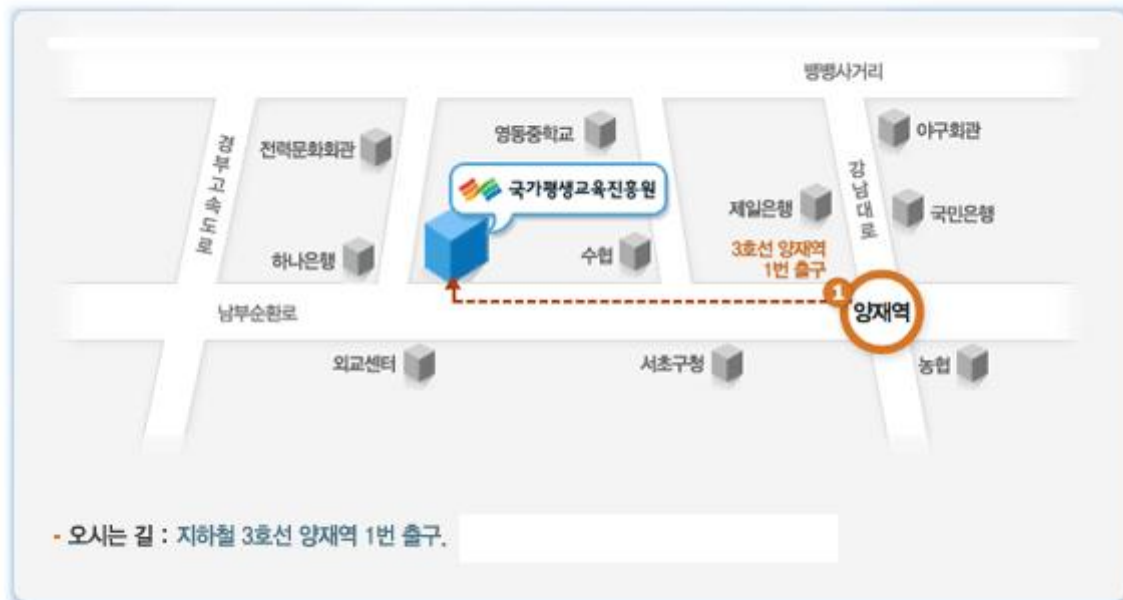 뱅뱅사거리
야구회관
영동중학교
전력문화회관
경부고속도로
강남대로
국가평생교육진흥원
제일은행
국민은행
3호선 양재역
1번 출구
수협
하나은행
1
양재역
남부순환로
외교센터
서초구청
농협
- 오시는 길 : 지하철 3호선 양재역 1번 출구.